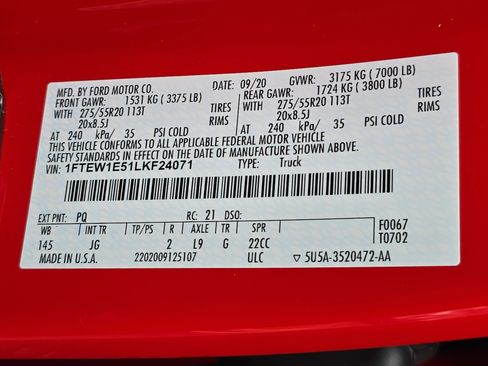 MFD. BY FORD MOTOR CO. DATE: 09/20 GVWR: 3175 KG ( 7000 LB)
FRONT GAWR: 1531 KG ( 3375 LB) REAR GAWR: 1724 KG ( 3800 LB)
WITH 275/55R20 113T TIRES WITH 275/55R20 113T TIRES
20x8.5J RIMS 20x8.5J RIMS
AT 240 kPa/ 35 PSI COLD AT 240 kPa/ 35 PSI COLD
THIS VEHICLE CONFORMS TO ALL APPLICABLE FEDERAL MOTOR VEHICLE
SAFETY STANDARDS IN EFFECT ON THE DATE OF MANUFACTURE SHOWN ABOVE.
VIN: 1FTEW1E51LKF24071 TYPE: Truck
EXT PNT: PQ RC: 21 DSO: F0067
WB INT TR TP/PS R AXLE TR SPR T0702
145 JG 2 L9 G 22CC
MADE IN U.S.A. 2202009125107 ULC ▽ 5U5A-3520472-AA